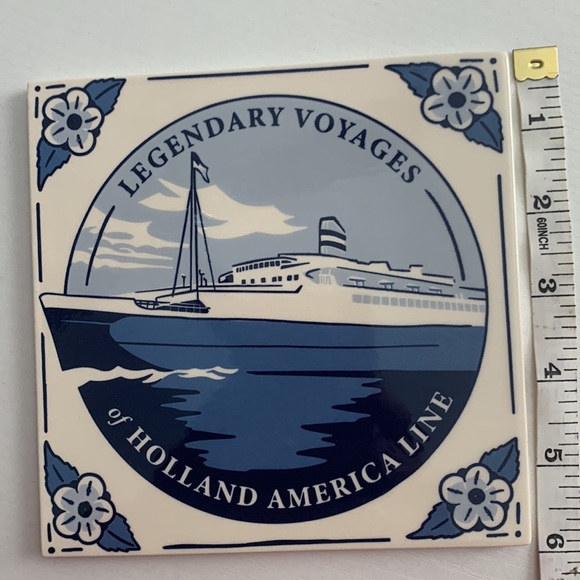 LEGENDARY VOYAGES
of HOLLAND AMERICA LINE
1
2
60INCH
3
4
5
6